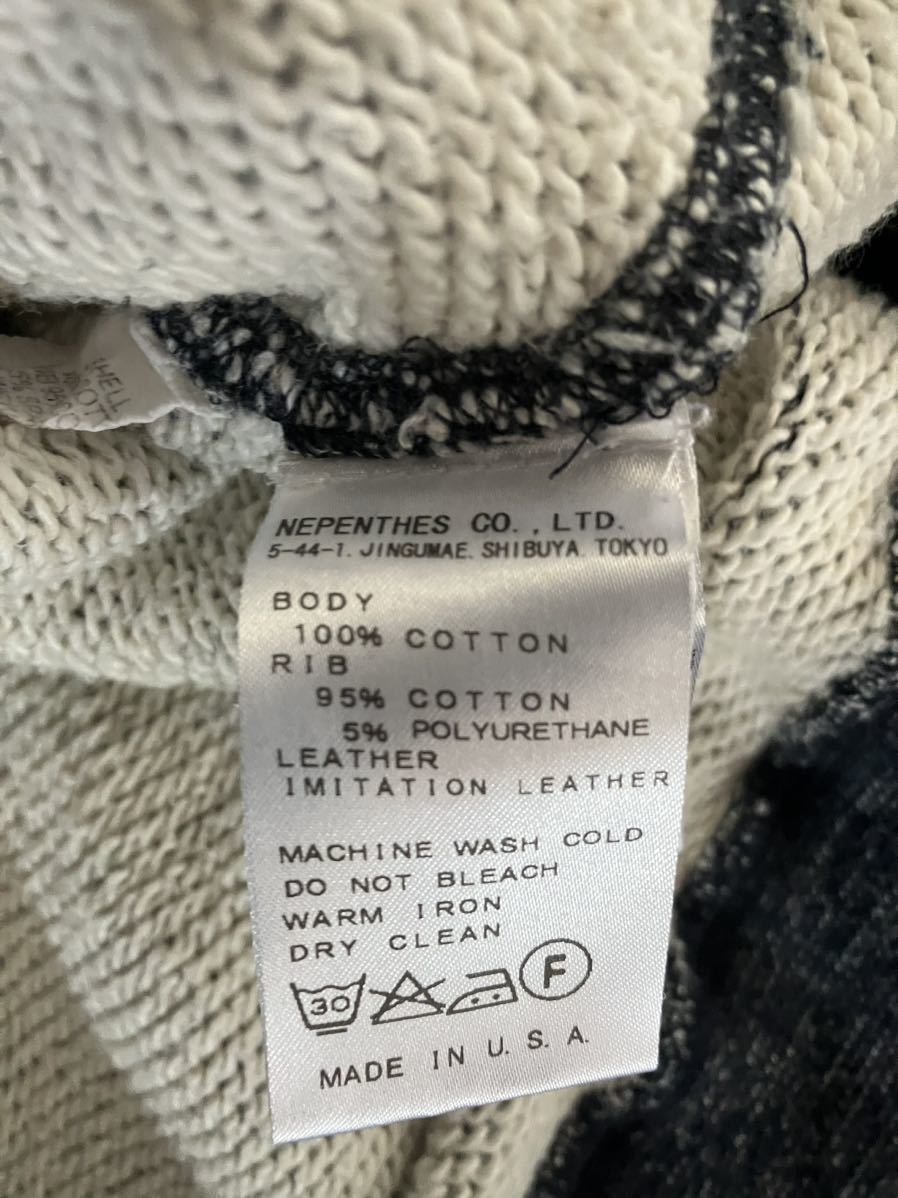 NEPENTHES CO., LTD.
5-44-1. JINGUMAE. SHIBUYA. TOKYO
BODY
100% COTTON
RIB
95% COTTON
5% POLYURETHANE
LEATHER
IMITATION LEATHER
MACHINE WASH COLD
DO NOT BLEACH
WARM IRON
DRY CLEAN
30 F
MADE IN U.S.A.